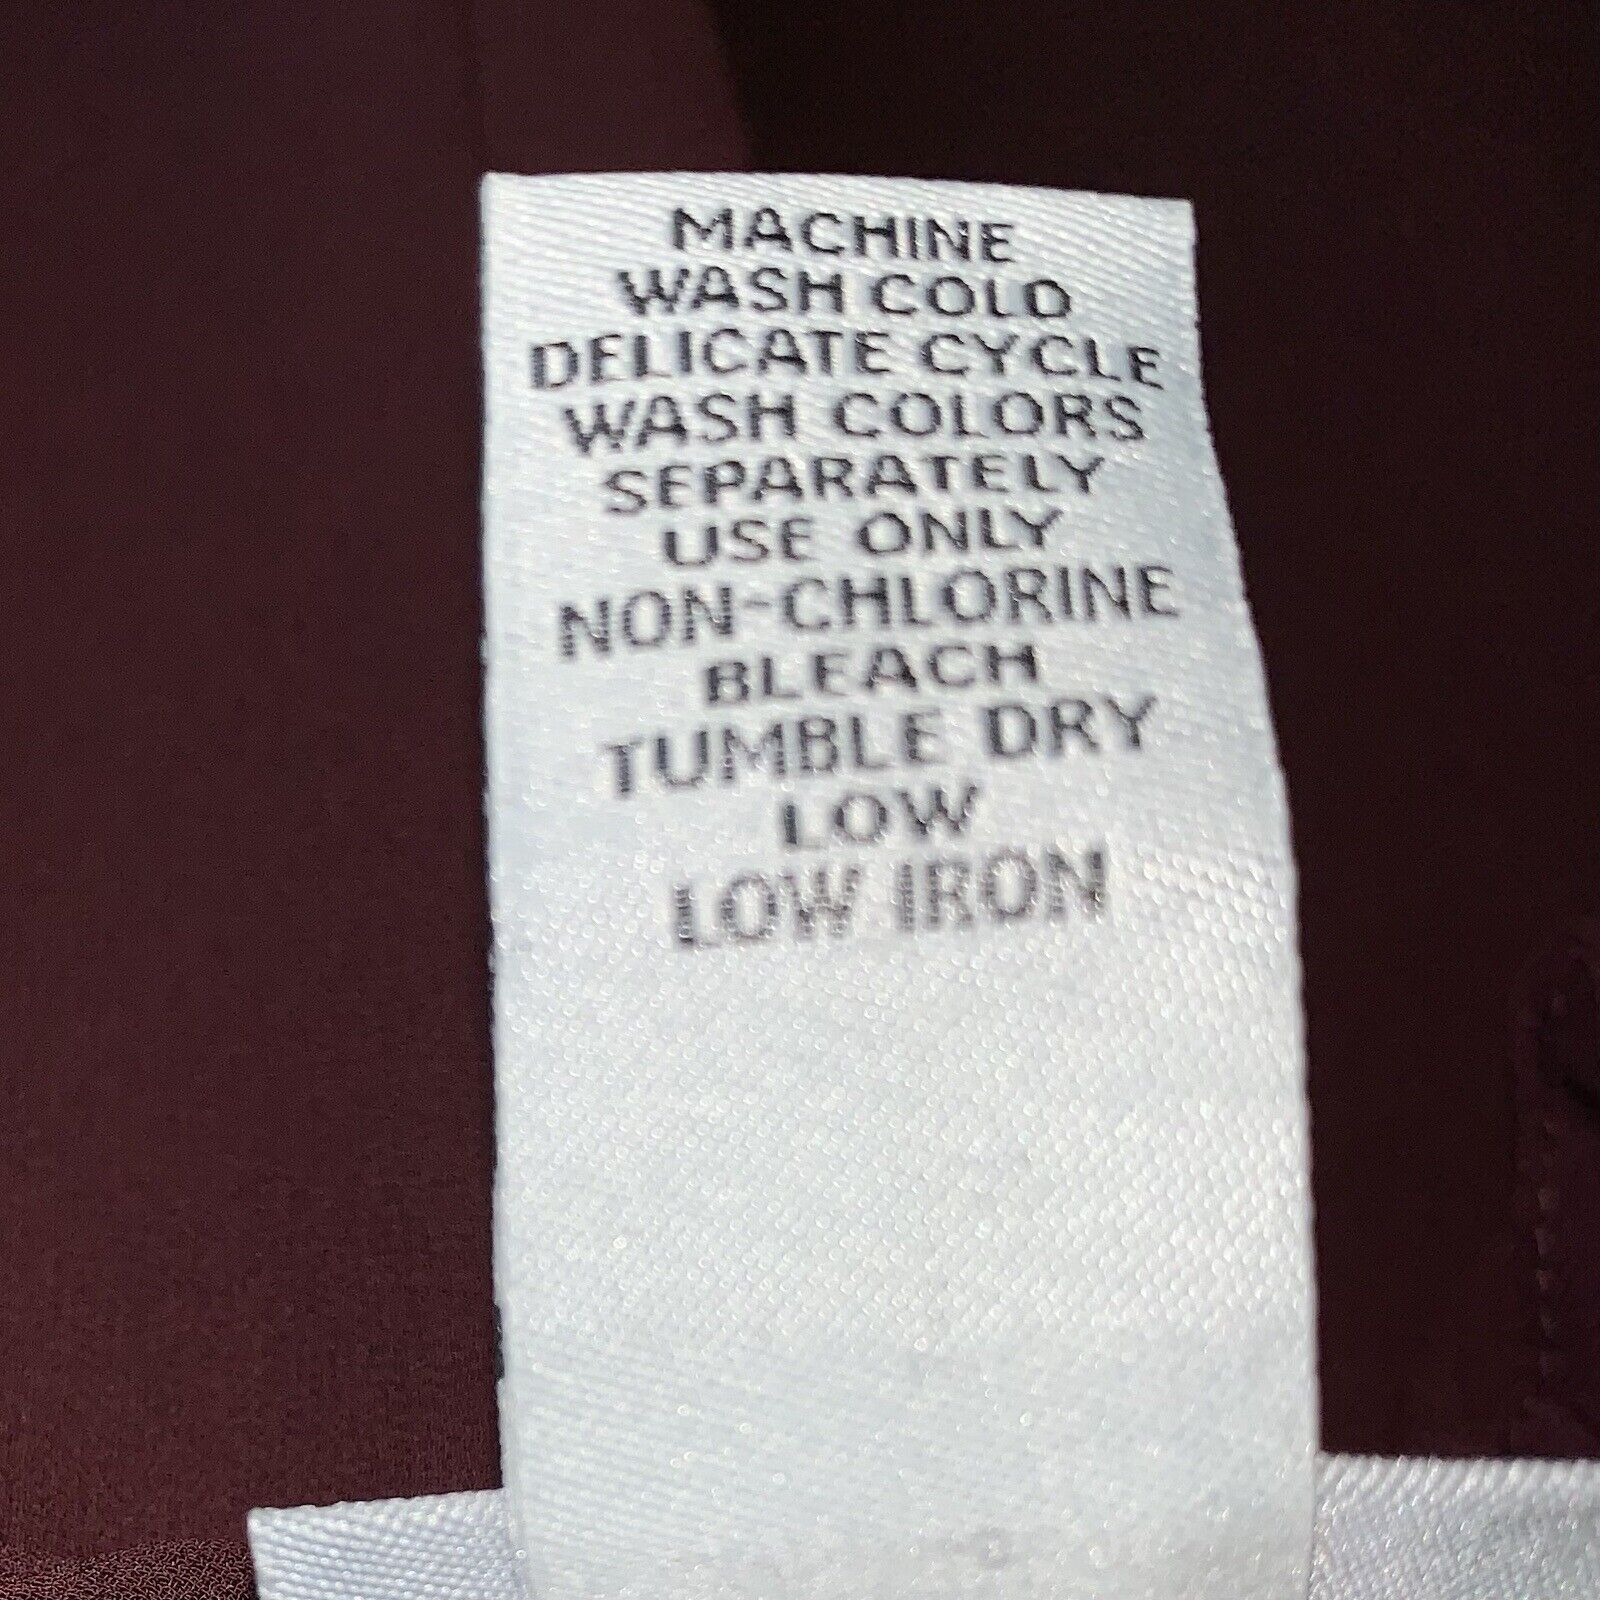 MACHINE
WASH COLD
DELICATE CYCLE
WASH COLORS
SEPARATELY
USE ONLY
NON-CHLORINE
BLEACH
TUMBLE DRY
LOW
LOW IRON